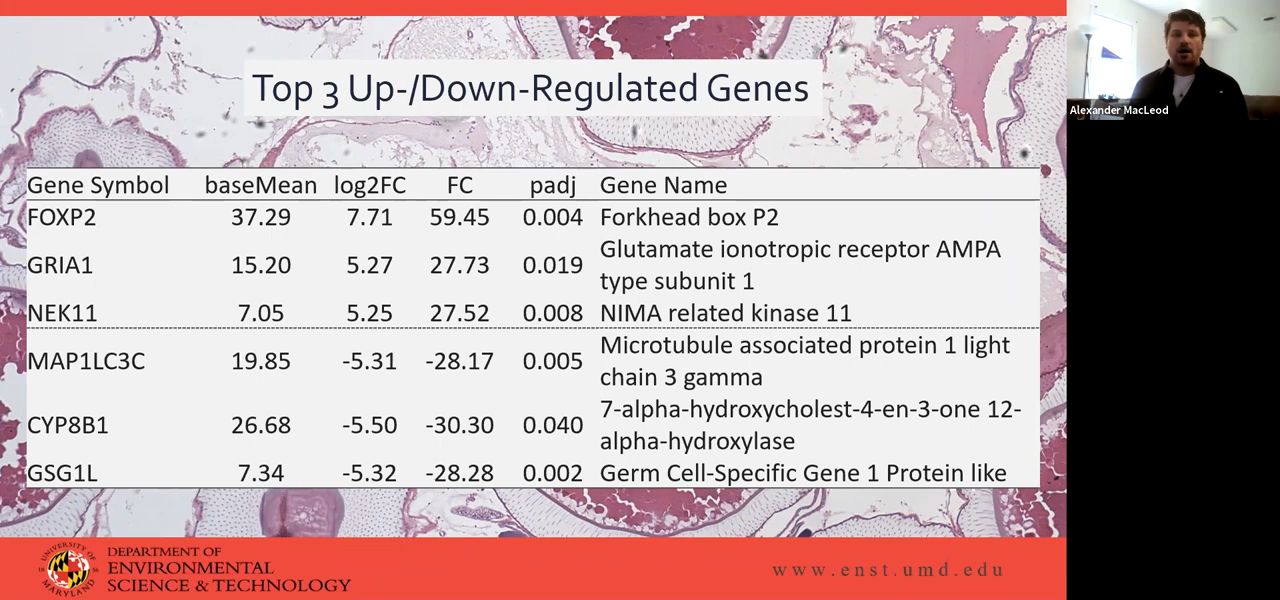 Top 3 Up-/Down-Regulated Genes
Alexander MacLeod
Gene Symbol baseMean log2FC FC padj Gene Name
FOXP2 37.29 7.71 59.45 0.004 Forkhead box P2
GRIA1 15.20 5.27 27.73 0.019 Glutamate ionotropic receptor AMPA
type subunit 1
NEK11 7.05 5.25 27.52 0.008 NIMA related kinase 11
MAP1LC3C 19.85 -5.31 -28.17 0.005 Microtubule associated protein 1 light
chain 3 gamma
CYP8B1 26.68 -5.50 -30.30 0.040 7-alpha-hydroxycholest-4-en-3-one 12-
alpha-hydroxylase
GSG1L 7.34 -5.32 -28.28 0.002 Germ Cell-Specific Gene 1 Protein like
UNIVERSITY OF
MARYLAND
18 56
DEPARTMENT OF
ENVIRONMENTAL
SCIENCE & TECHNOLOGY
www.enst.umd.edu